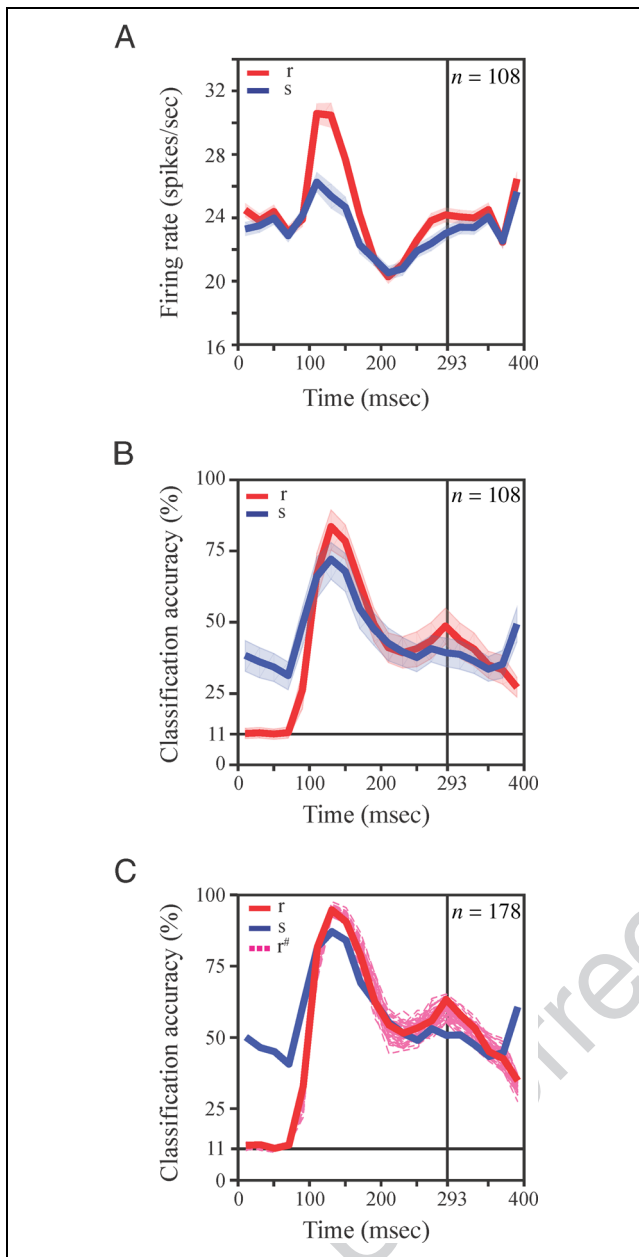 A
r
s
n = 108
32
28
24
20
16
Firing rate (spikes/sec)
0 100 200 293 400
Time (msec)
B
r
s
n = 108
100
75
50
25
11
0
Classification accuracy (%)
0 100 200 293 400
Time (msec)
C
r
s
r#
n = 178
100
75
50
25
11
0
Classification accuracy (%)
0 100 200 293 400
Time (msec)